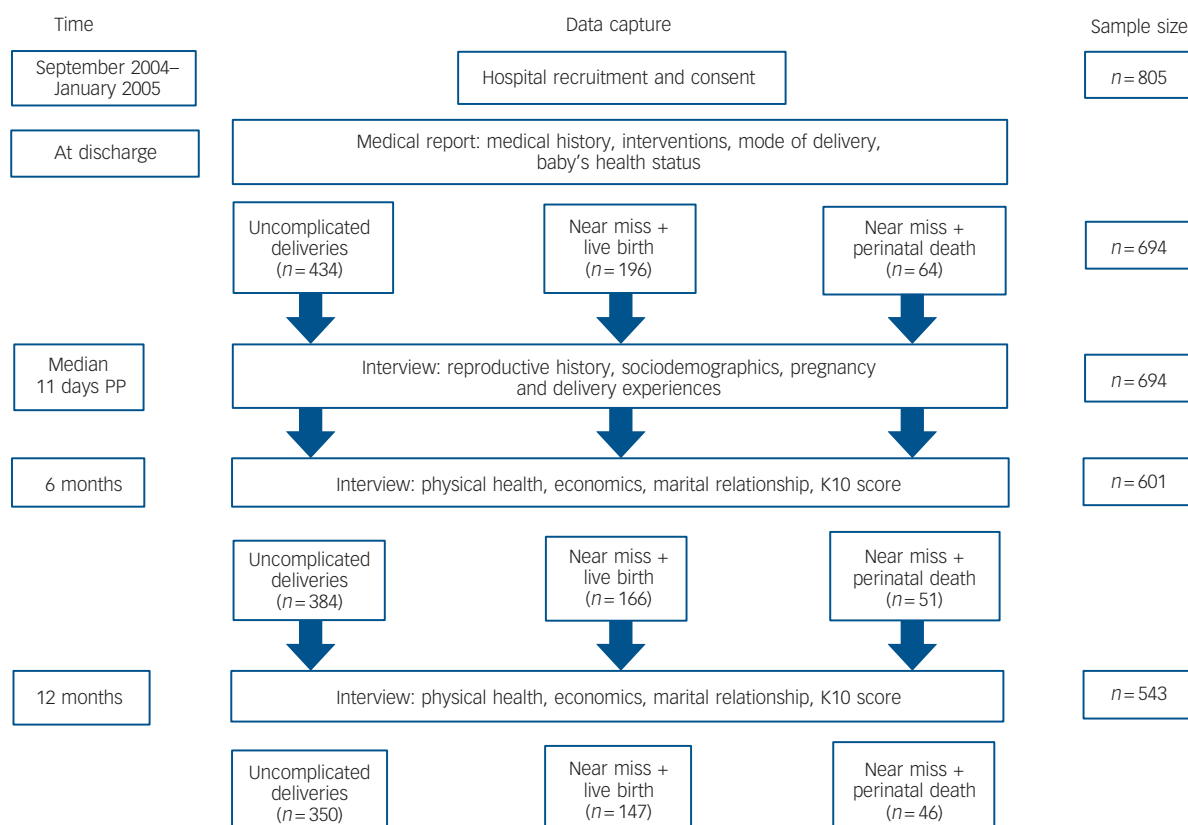 Time
Data capture
Sample size
September 2004–
January 2005
Hospital recruitment and consent
n=805
At discharge
Medical report: medical history, interventions, mode of delivery,
baby's health status
Uncomplicated
deliveries
(n=434)
Near miss +
live birth
(n=196)
Near miss +
perinatal death
(n=64)
n=694
Median
11 days PP
Interview: reproductive history, sociodemographics, pregnancy
and delivery experiences
n=694
6 months
Interview: physical health, economics, marital relationship, K10 score
n=601
Uncomplicated
deliveries
(n=384)
Near miss +
live birth
(n=166)
Near miss +
perinatal death
(n=51)
12 months
Interview: physical health, economics, marital relationship, K10 score
n=543
Uncomplicated
deliveries
(n=350)
Near miss +
live birth
(n=147)
Near miss +
perinatal death
(n=46)